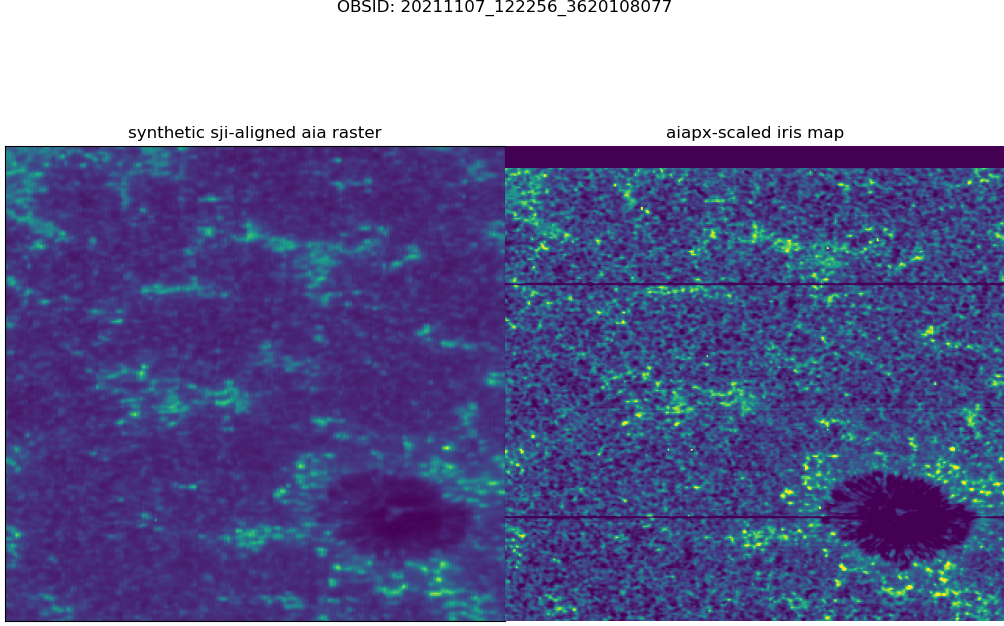 OBSID: 20211107_122256_3620108077
synthetic sji-aligned aia raster
aiapx-scaled iris map